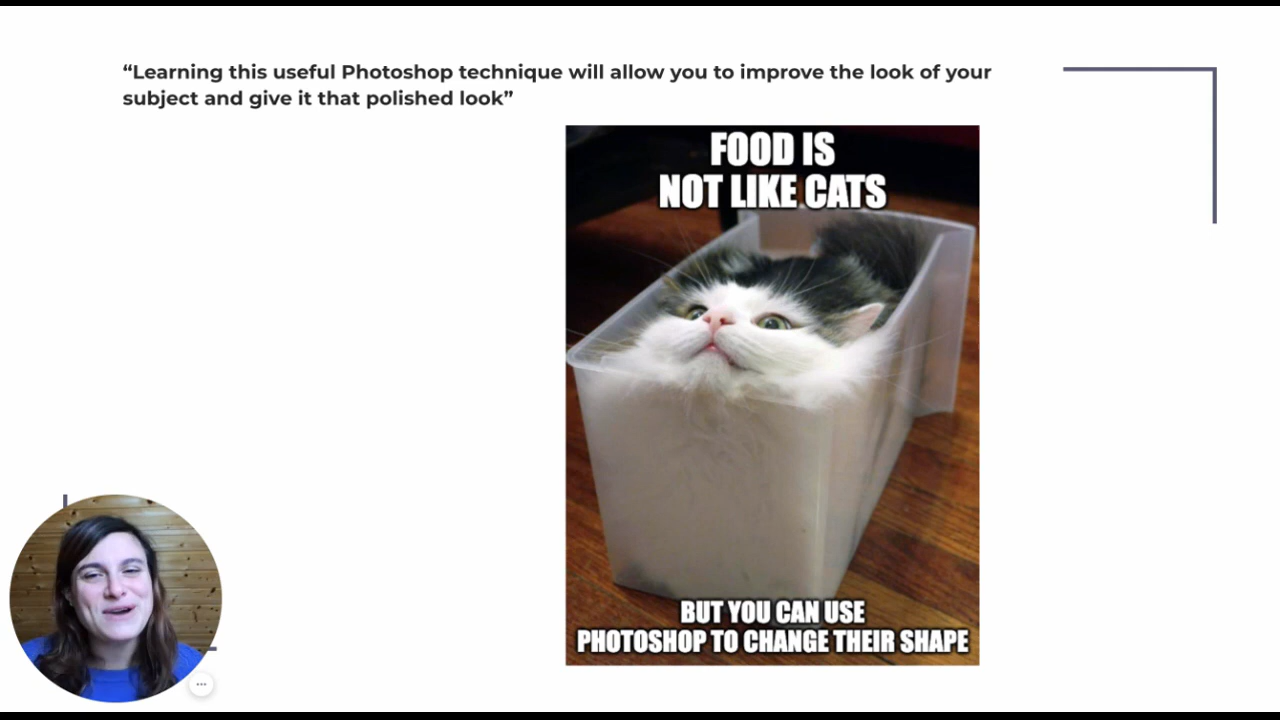 “Learning this useful Photoshop technique will allow you to improve the look of your
subject and give it that polished look”
FOOD IS
NOT LIKE CATS
BUT YOU CAN USE
PHOTOSHOP TO CHANGE THEIR SHAPE